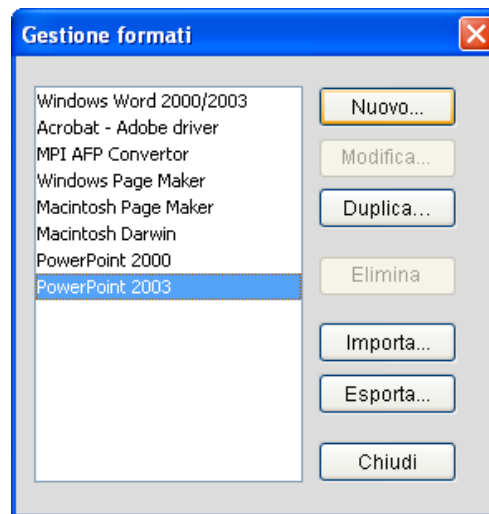 Gestione formati
Windows Word 2000/2003
Acrobat - Adobe driver
MPI AFP Convertor
Windows Page Maker
Macintosh Page Maker
Macintosh Darwin
PowerPoint 2000
PowerPoint 2003
Nuovo...
Modifica...
Duplica...
Elimina
Importa...
Esporta...
Chiudi